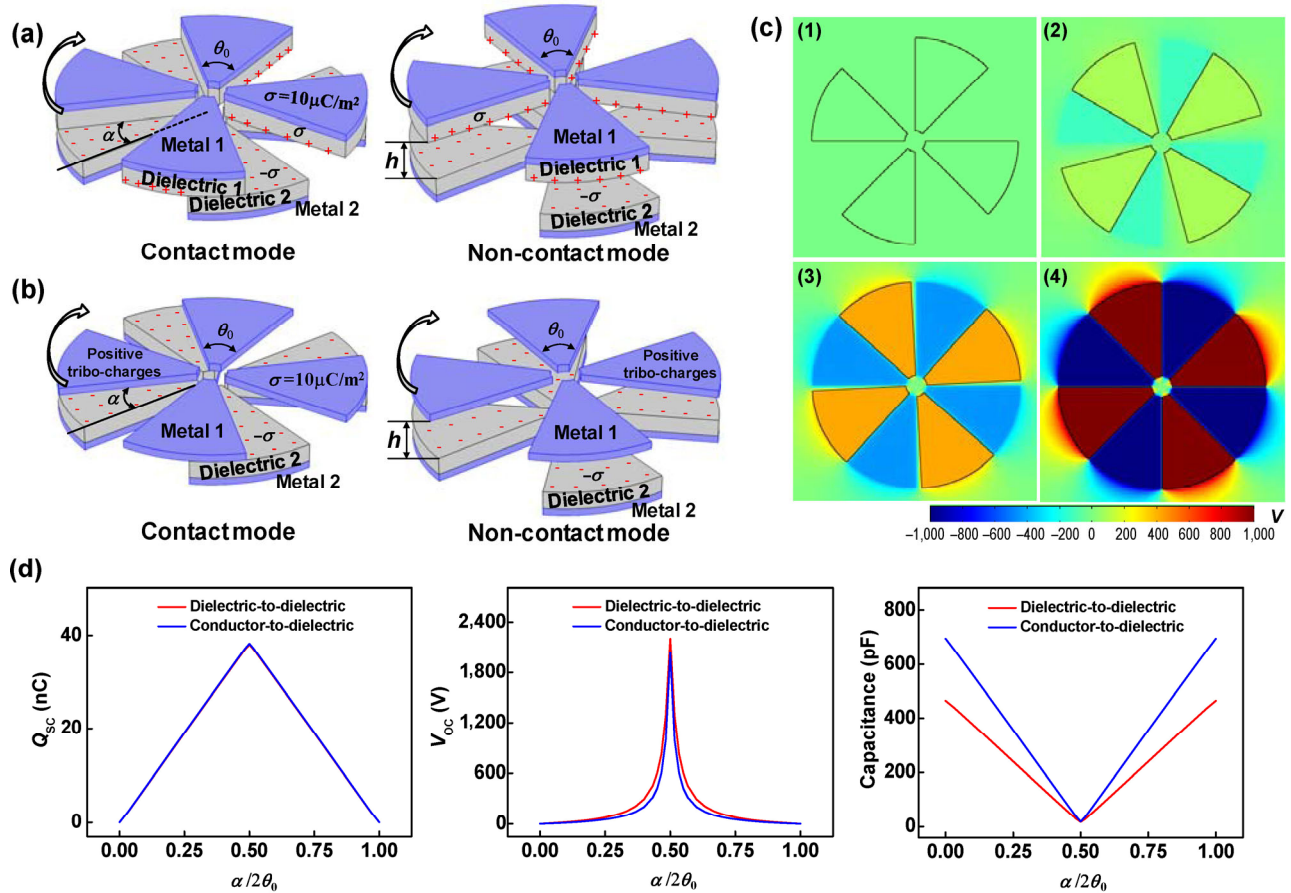 (a)
θ0
σ=10μC/m²
σ
α
Metal 1
Dielectric 1
−σ
Dielectric 2
Metal 2
Contact mode
θ0
σ
h
Metal 1
Dielectric 1
−σ
Dielectric 2
Metal 2
Non-contact mode
(b)
θ0
Positive
tribo-charges
σ=10μC/m²
α
Metal 1
−σ
Dielectric 2
Metal 2
Contact mode
θ0
Positive
tribo-charges
h
Metal 1
−σ
Dielectric 2
Metal 2
Non-contact mode
(c)
(1)
(2)
(3)
(4)
V
−1,000 −800 −600 −400 −200 0 200 400 600 800 1,000
(d)
Dielectric-to-dielectric
Conductor-to-dielectric
40
20
0
QSC (nC)
0.00 0.25 0.50 0.75 1.00
α/2θ0
Dielectric-to-dielectric
Conductor-to-dielectric
2,400
1,800
1,200
600
0
VOC (V)
0.00 0.25 0.50 0.75 1.00
α/2θ0
Dielectric-to-dielectric
Conductor-to-dielectric
800
600
400
200
0
Capacitance (pF)
0.00 0.25 0.50 0.75 1.00
α/2θ0